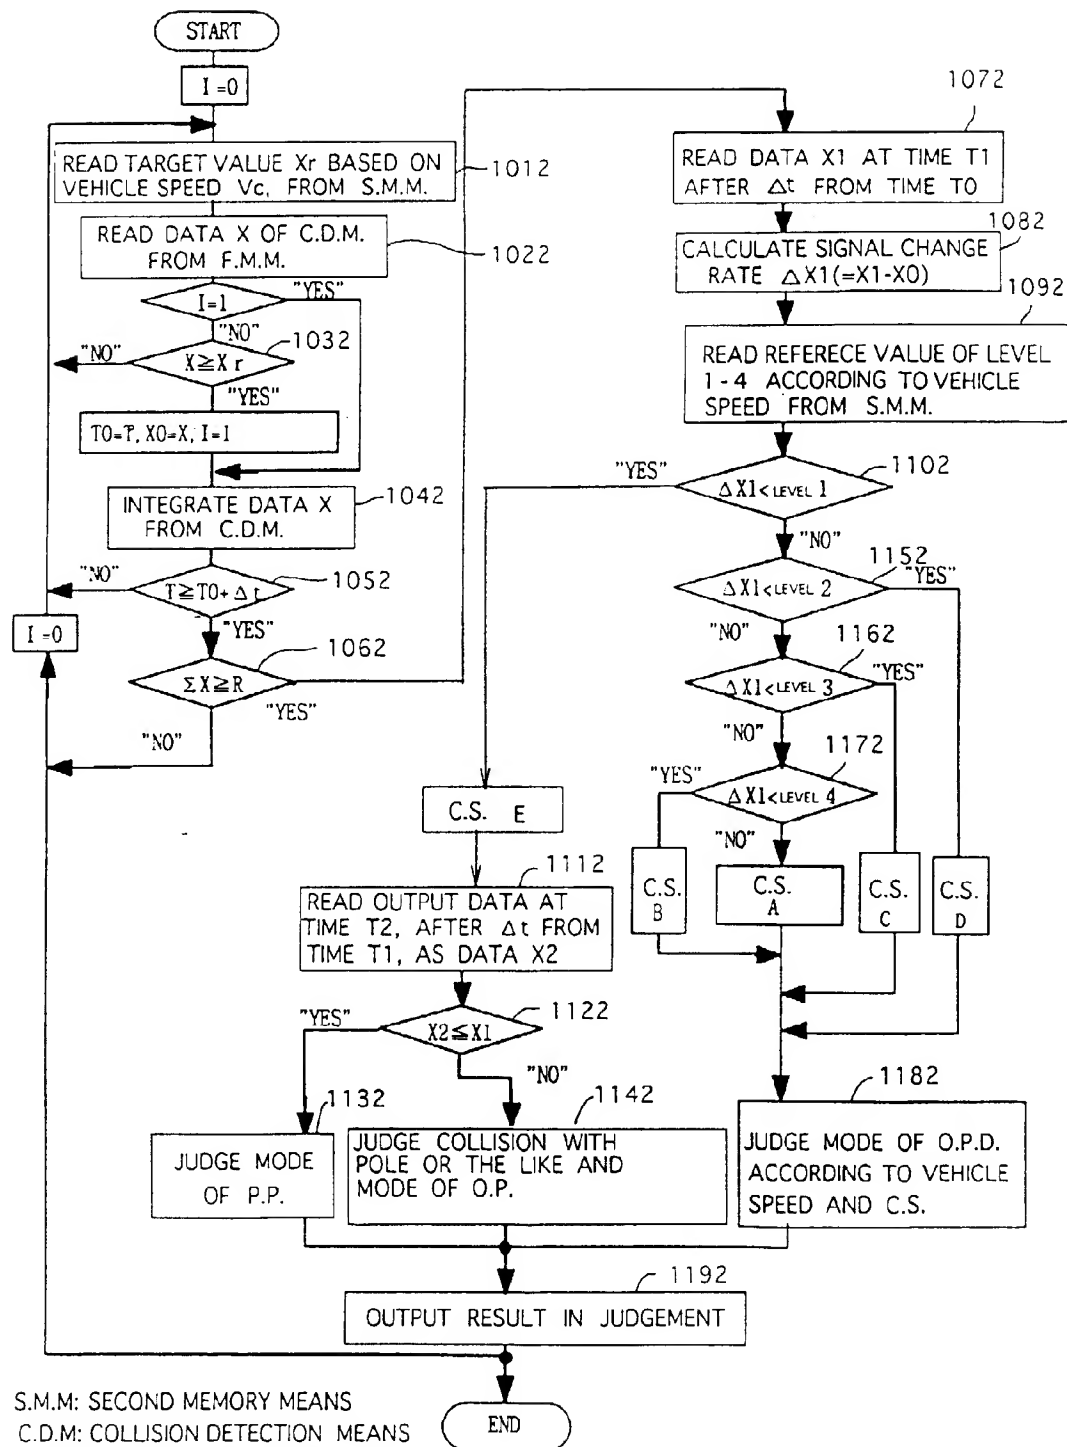 START
I=0
READ TARGET VALUE Xr BASED ON
VEHICLE SPEED Vc, FROM S.M.M.
1012
READ DATA X OF C.D.M.
FROM F.M.M.
1022
I=1
"YES"
"NO"
1032
X≧Xr
"NO"
"YES"
T0=T, X0=X, I=1
1042
INTEGRATE DATA X
FROM C.D.M.
"NO"
1052
T≧T0+Δt
I=0
"YES"
1062
ΣX≧R
"YES"
"NO"
1072
READ DATA X1 AT TIME T1
AFTER Δt FROM TIME T0
1082
CALCULATE SIGNAL CHANGE
RATE ΔX1(=X1-X0)
1092
READ REFERECE VALUE OF LEVEL
1-4 ACCORDING TO VEHICLE
SPEED FROM S.M.M.
"YES"
1102
ΔX1<LEVEL 1
"NO"
1152
ΔX1<LEVEL 2
"YES"
"NO"
1162
ΔX1<LEVEL 3
"YES"
"NO"
1172
"YES"
ΔX1<LEVEL 4
"NO"
C.S.
B
C.S.
A
C.S.
C
C.S.
D
C.S. E
1112
READ OUTPUT DATA AT
TIME T2, AFTER Δt FROM
TIME T1, AS DATA X2
"YES"
1122
X2≦X1
"NO"
1132
JUDGE MODE
OF P.P.
1142
JUDGE COLLISION WITH
POLE OR THE LIKE AND
MODE OF O.P.
1182
JUDGE MODE OF O.P.D.
ACCORDING TO VEHICLE
SPEED AND C.S.
1192
OUTPUT RESULT IN JUDGEMENT
END
S.M.M: SECOND MEMORY MEANS
C.D.M: COLLISION DETECTION MEANS